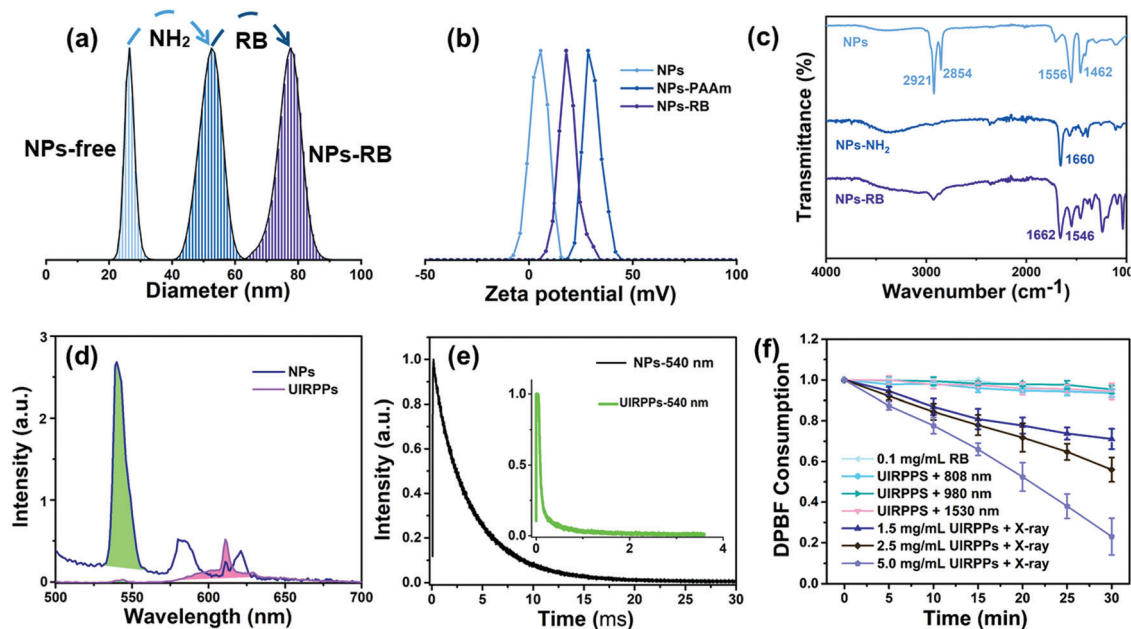 (a)
NH₂
RB
NPs-free
NPs-RB
0 20 40 60 80 100
Diameter (nm)
(b)
NPs
NPs-PAAm
NPs-RB
-50 0 50 100
Zeta potential (mV)
(c)
NPs
2921
2854
1556
1462
NPs-NH₂
1660
NPs-RB
1662
1546
Transmittance (%)
4000 3000 2000 100
Wavenumber (cm⁻¹)
(d)
NPs
UIRPPs
3
2
1
0
Intensity (a.u.)
500 550 600 650 700
Wavelength (nm)
(e)
NPs-540 nm
UIRPPs-540 nm
1.0
0.5
0.0
0 2 4
1.0
0.8
0.6
0.4
0.2
0.0
Intensity (a.u.)
0 5 10 15 20 25 30
Time (ms)
(f)
1.2
1.0
0.8
0.6
0.4
0.2
0.0
DPBF Consumption
0.1 mg/mL RB
UIRPPS + 808 nm
UIRPPS + 980 nm
UIRPPS + 1530 nm
1.5 mg/mL UIRPPs + X-ray
2.5 mg/mL UIRPPs + X-ray
5.0 mg/mL UIRPPs + X-ray
0 5 10 15 20 25 30
Time (min)